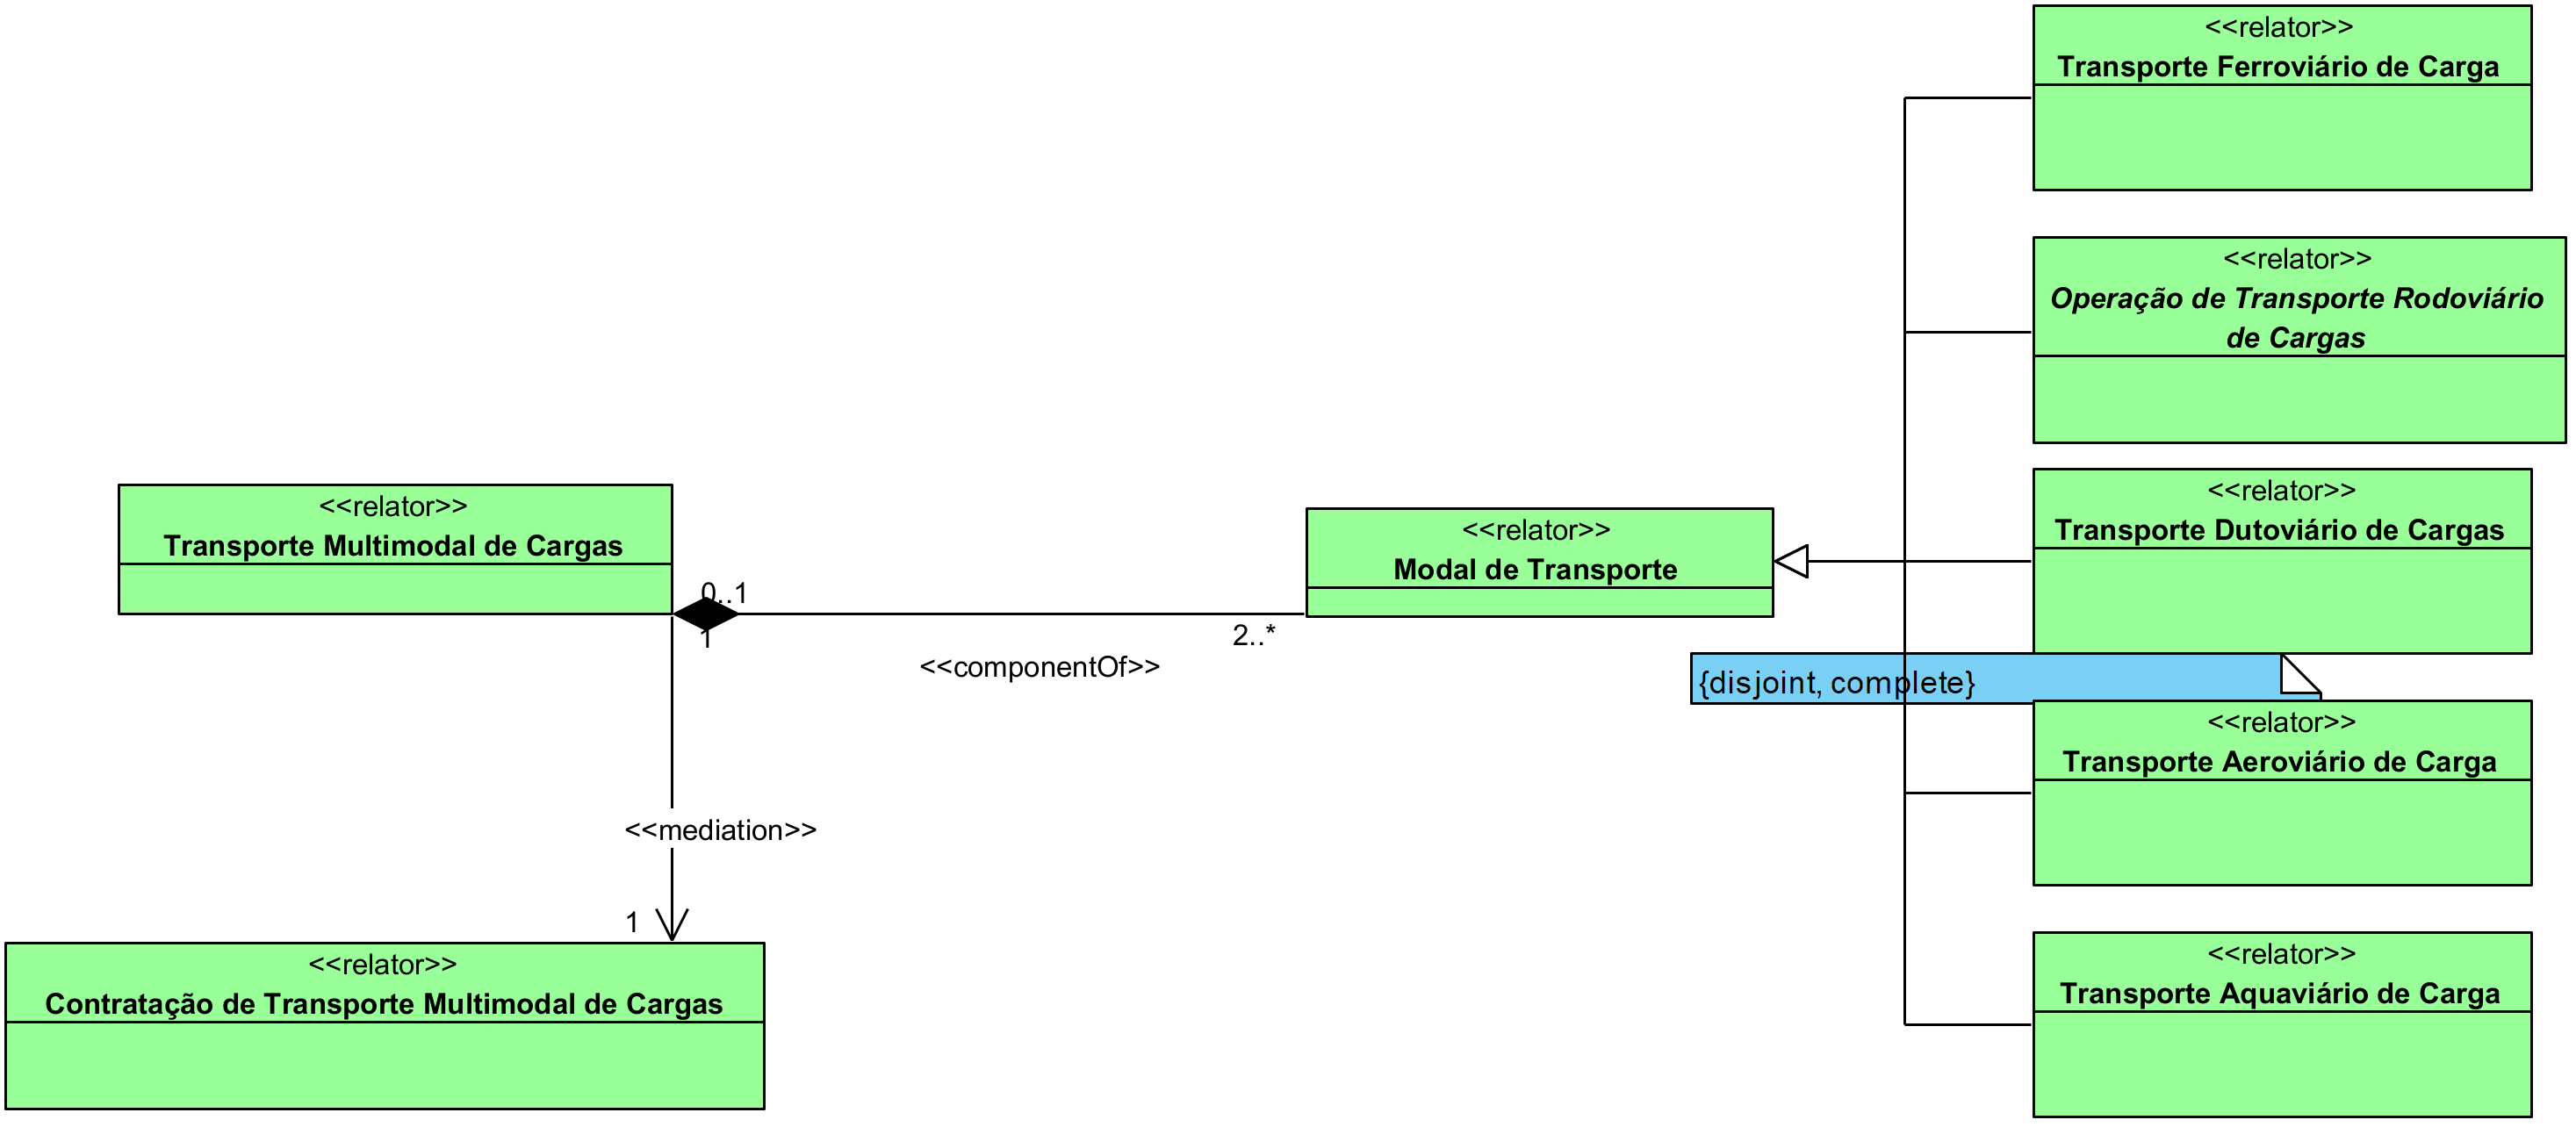 <<relator>>
Transporte Ferroviário de Carga
<<relator>>
Operação de Transporte Rodoviário
de Cargas
<<relator>>
Transporte Multimodal de Cargas
<<relator>>
Modal de Transporte
<<relator>>
Transporte Dutoviário de Cargas
0..1
1
2..*
<<componentOf>>
{disjoint, complete}
<<relator>>
Transporte Aeroviário de Carga
<<mediation>>
1
<<relator>>
Contratação de Transporte Multimodal de Cargas
<<relator>>
Transporte Aquaviário de Carga